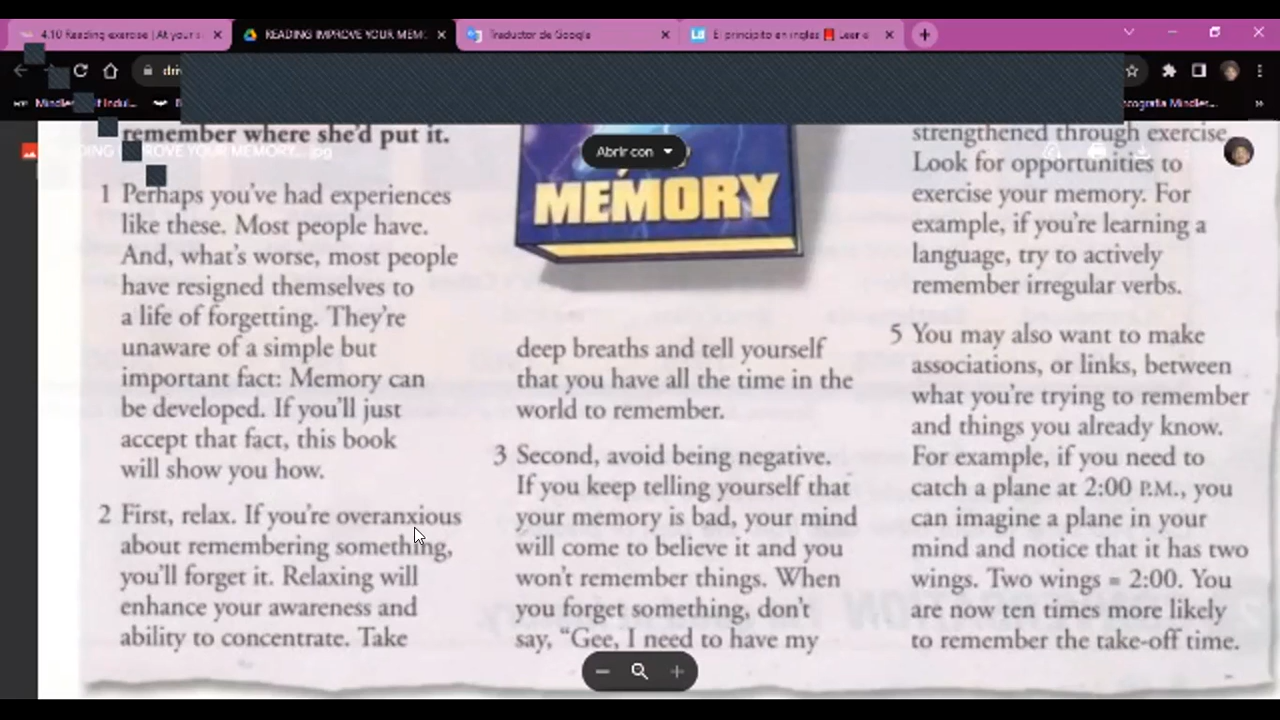 4.10 Reading exercise | At your s
READING IMPROVE YOUR MEM
Traductor de Google
El principito en ingles Leer e
Abrir con
remember where she'd put it.
1 Perhaps you've had experiences
like these. Most people have.
And, what's worse, most people
have resigned themselves to
a life of forgetting. They're
unaware of a simple but
important fact: Memory can
be developed. If you'll just
accept that fact, this book
will show you how.
2 First, relax. If you're overanxious
about remembering something,
you'll forget it. Relaxing will
enhance your awareness and
ability to concentrate. Take
MEMORY
deep breaths and tell yourself
that you have all the time in the
world to remember.
3 Second, avoid being negative.
If you keep telling yourself that
your memory is bad, your mind
will come to believe it and you
won't remember things. When
you forget something, don't
say, “Gee, I need to have my
strengthened through exercise.
Look for opportunities to
exercise your memory. For
example, if you're learning a
language, try to actively
remember irregular verbs.
5 You may also want to make
associations, or links, between
what you're trying to remember
and things you already know.
For example, if you need to
catch a plane at 2:00 P.M., you
can imagine a plane in your
mind and notice that it has two
wings. Two wings = 2:00. You
are now ten times more likely
to remember the take-off time.